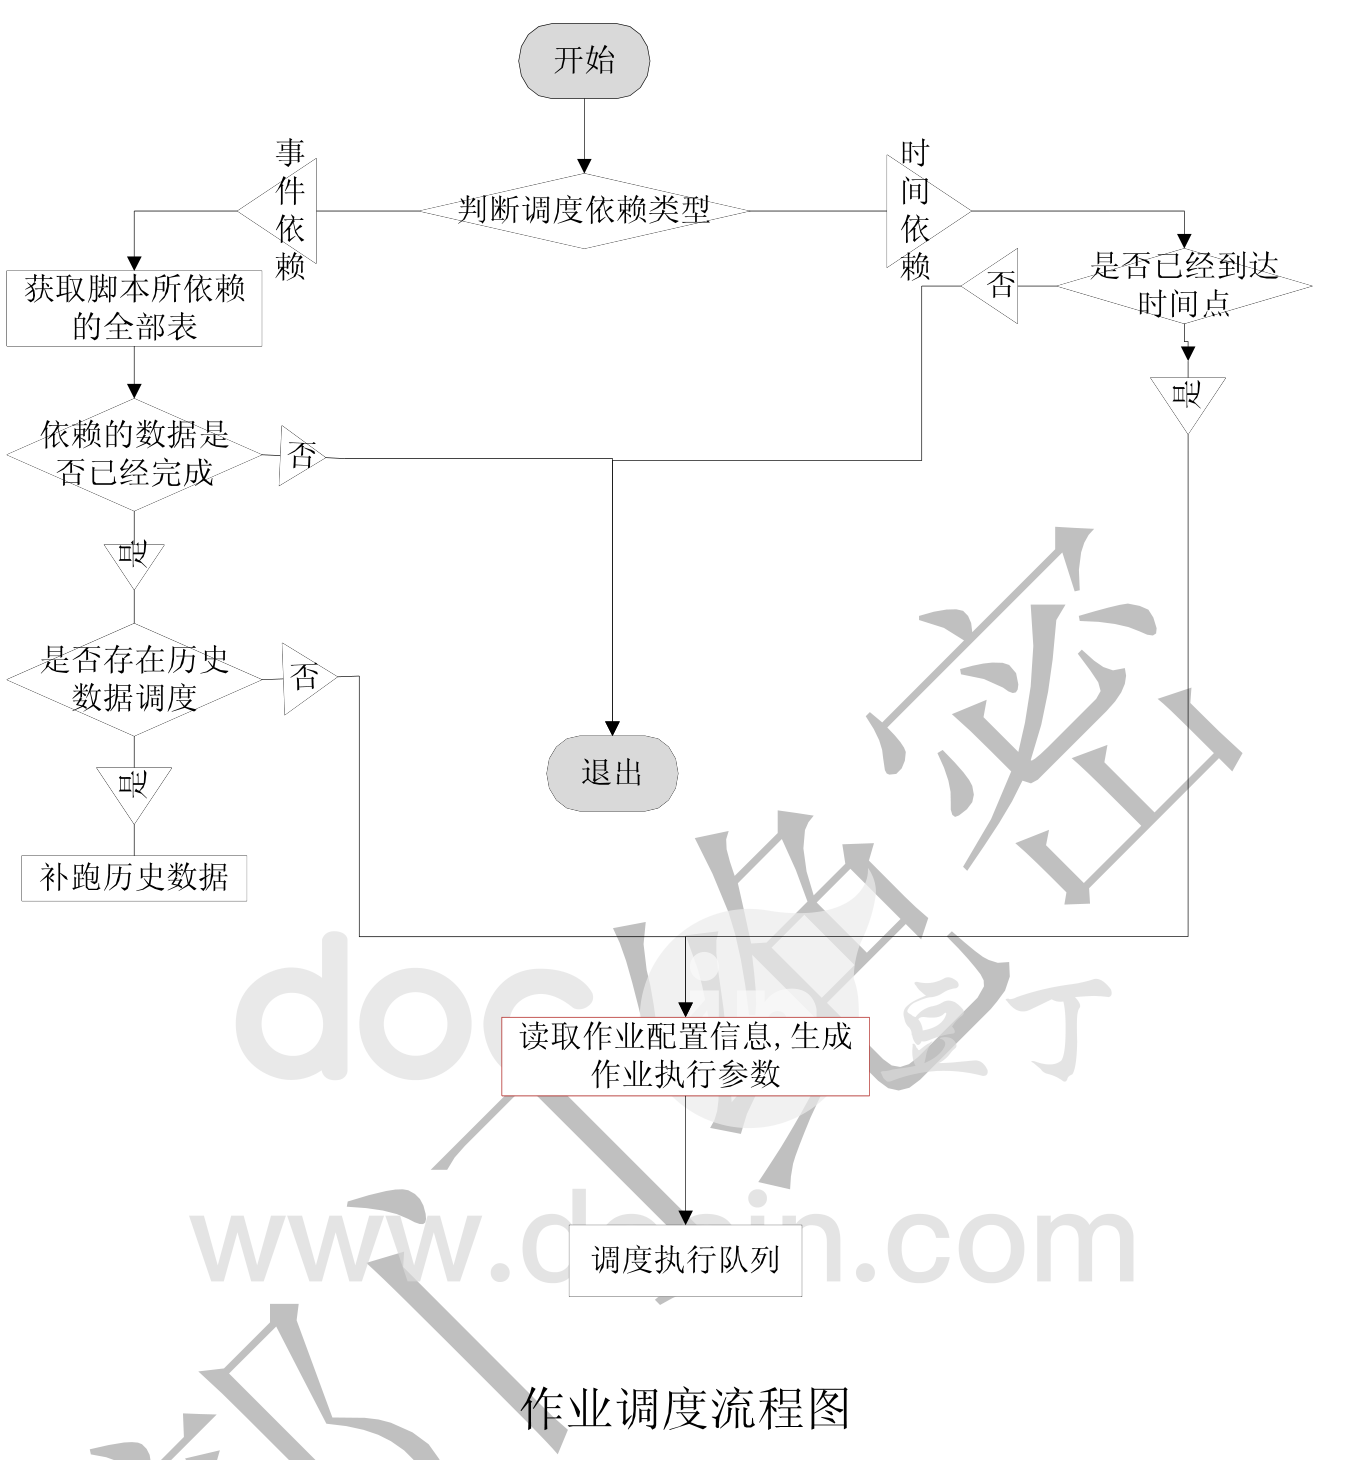 开始
判断调度依赖类型
事件依赖
时间依赖
获取脚本所依赖
的全部表
是否已经到达
时间点
否
是
依赖的数据是
否已经完成
否
是
是否存在历史
数据调度
否
是
退出
补跑历史数据
读取作业配置信息,生成
作业执行参数
调度执行队列
作业调度流程图
docin 豆丁
www.docin.com